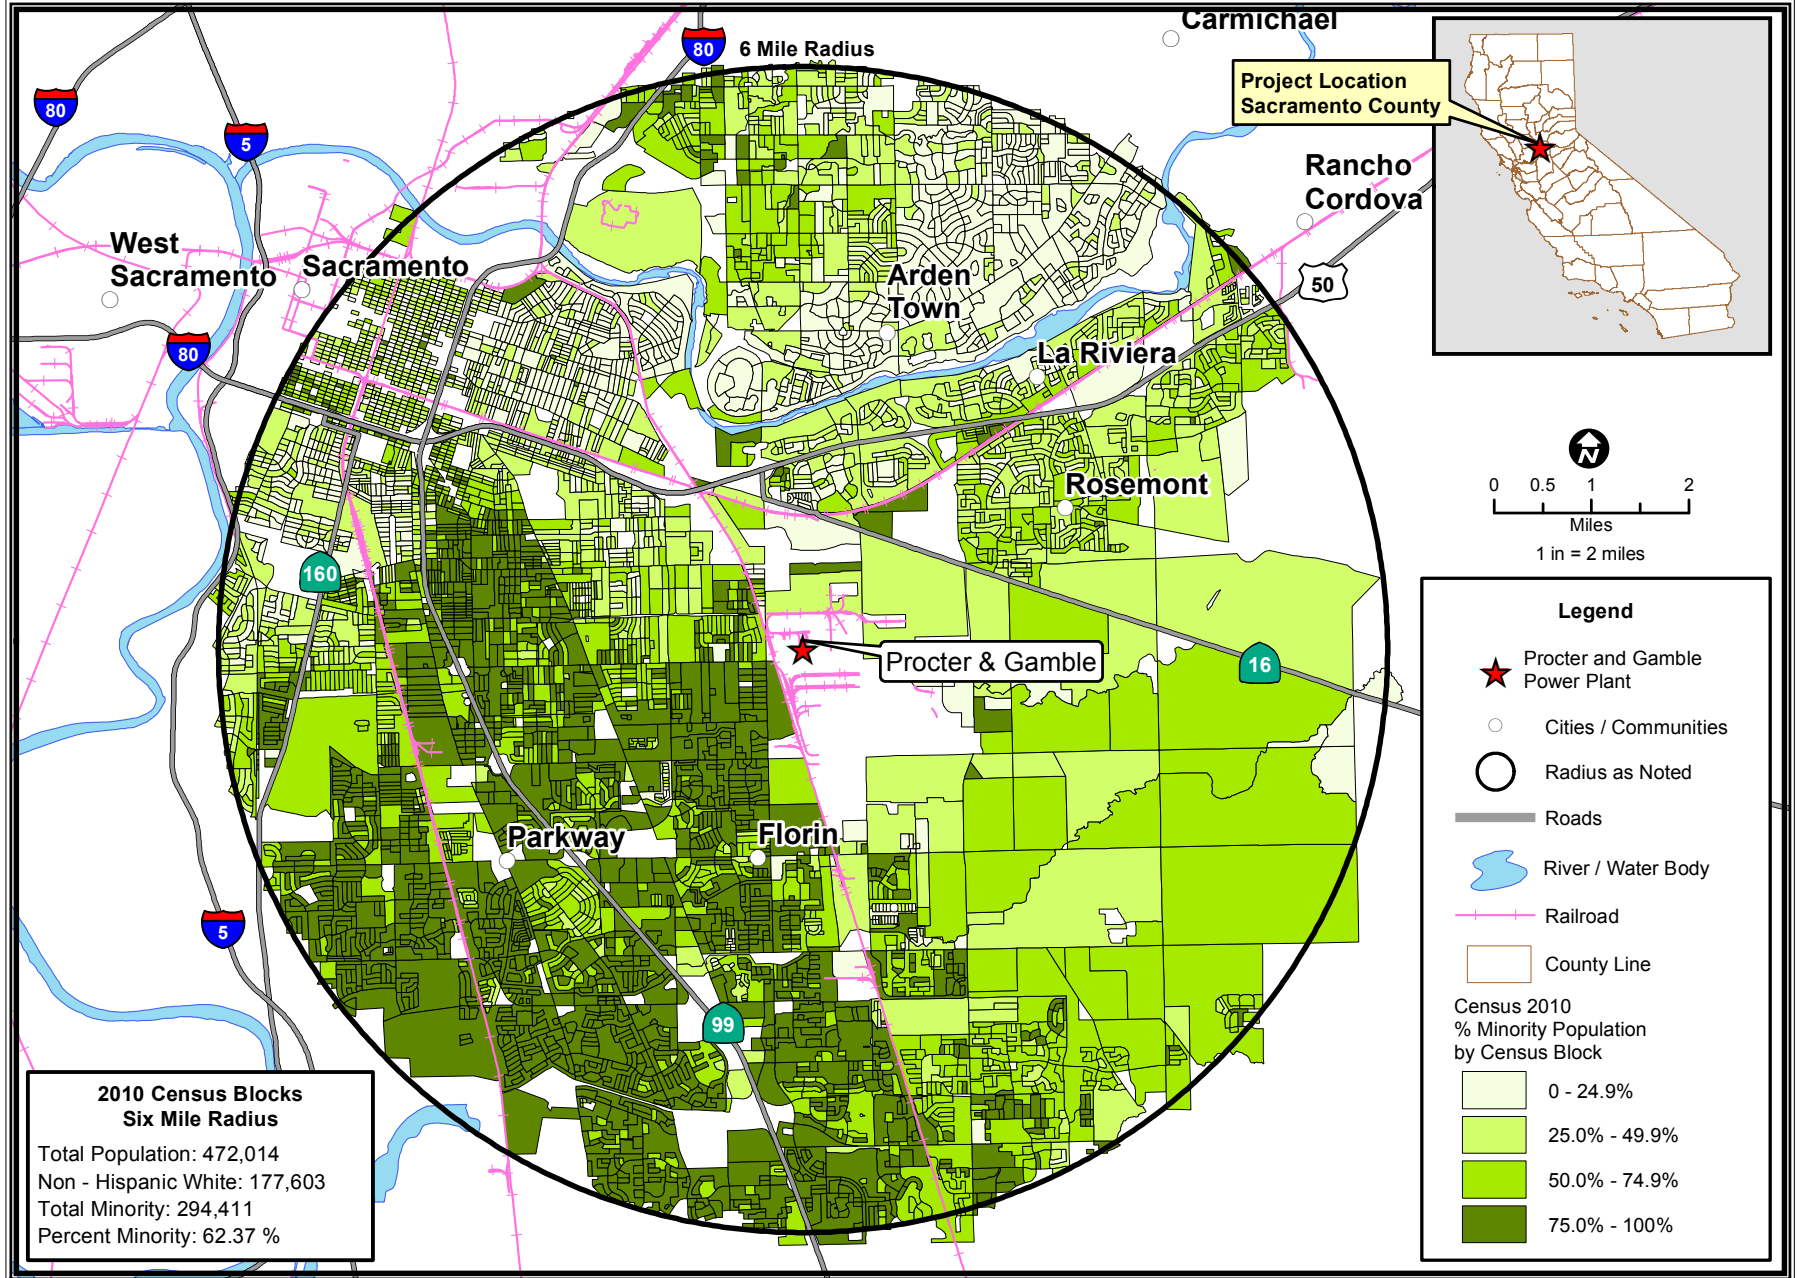 Carmichael
80
6 Mile Radius
Project Location
Sacramento County
80
5
Rancho
Cordova
West
Sacramento
Sacramento
Arden
Town
50
80
La Riviera
N
Rosemont
0 0.5 1 2
Miles
1 in = 2 miles
160
Procter & Gamble
16
Parkway
Florin
5
99
Legend
Procter and Gamble
Power Plant
Cities / Communities
Radius as Noted
Roads
River / Water Body
Railroad
County Line
Census 2010
% Minority Population
by Census Block
0 - 24.9%
25.0% - 49.9%
50.0% - 74.9%
75.0% - 100%
2010 Census Blocks
Six Mile Radius
Total Population: 472,014
Non - Hispanic White: 177,603
Total Minority: 294,411
Percent Minority: 62.37 %